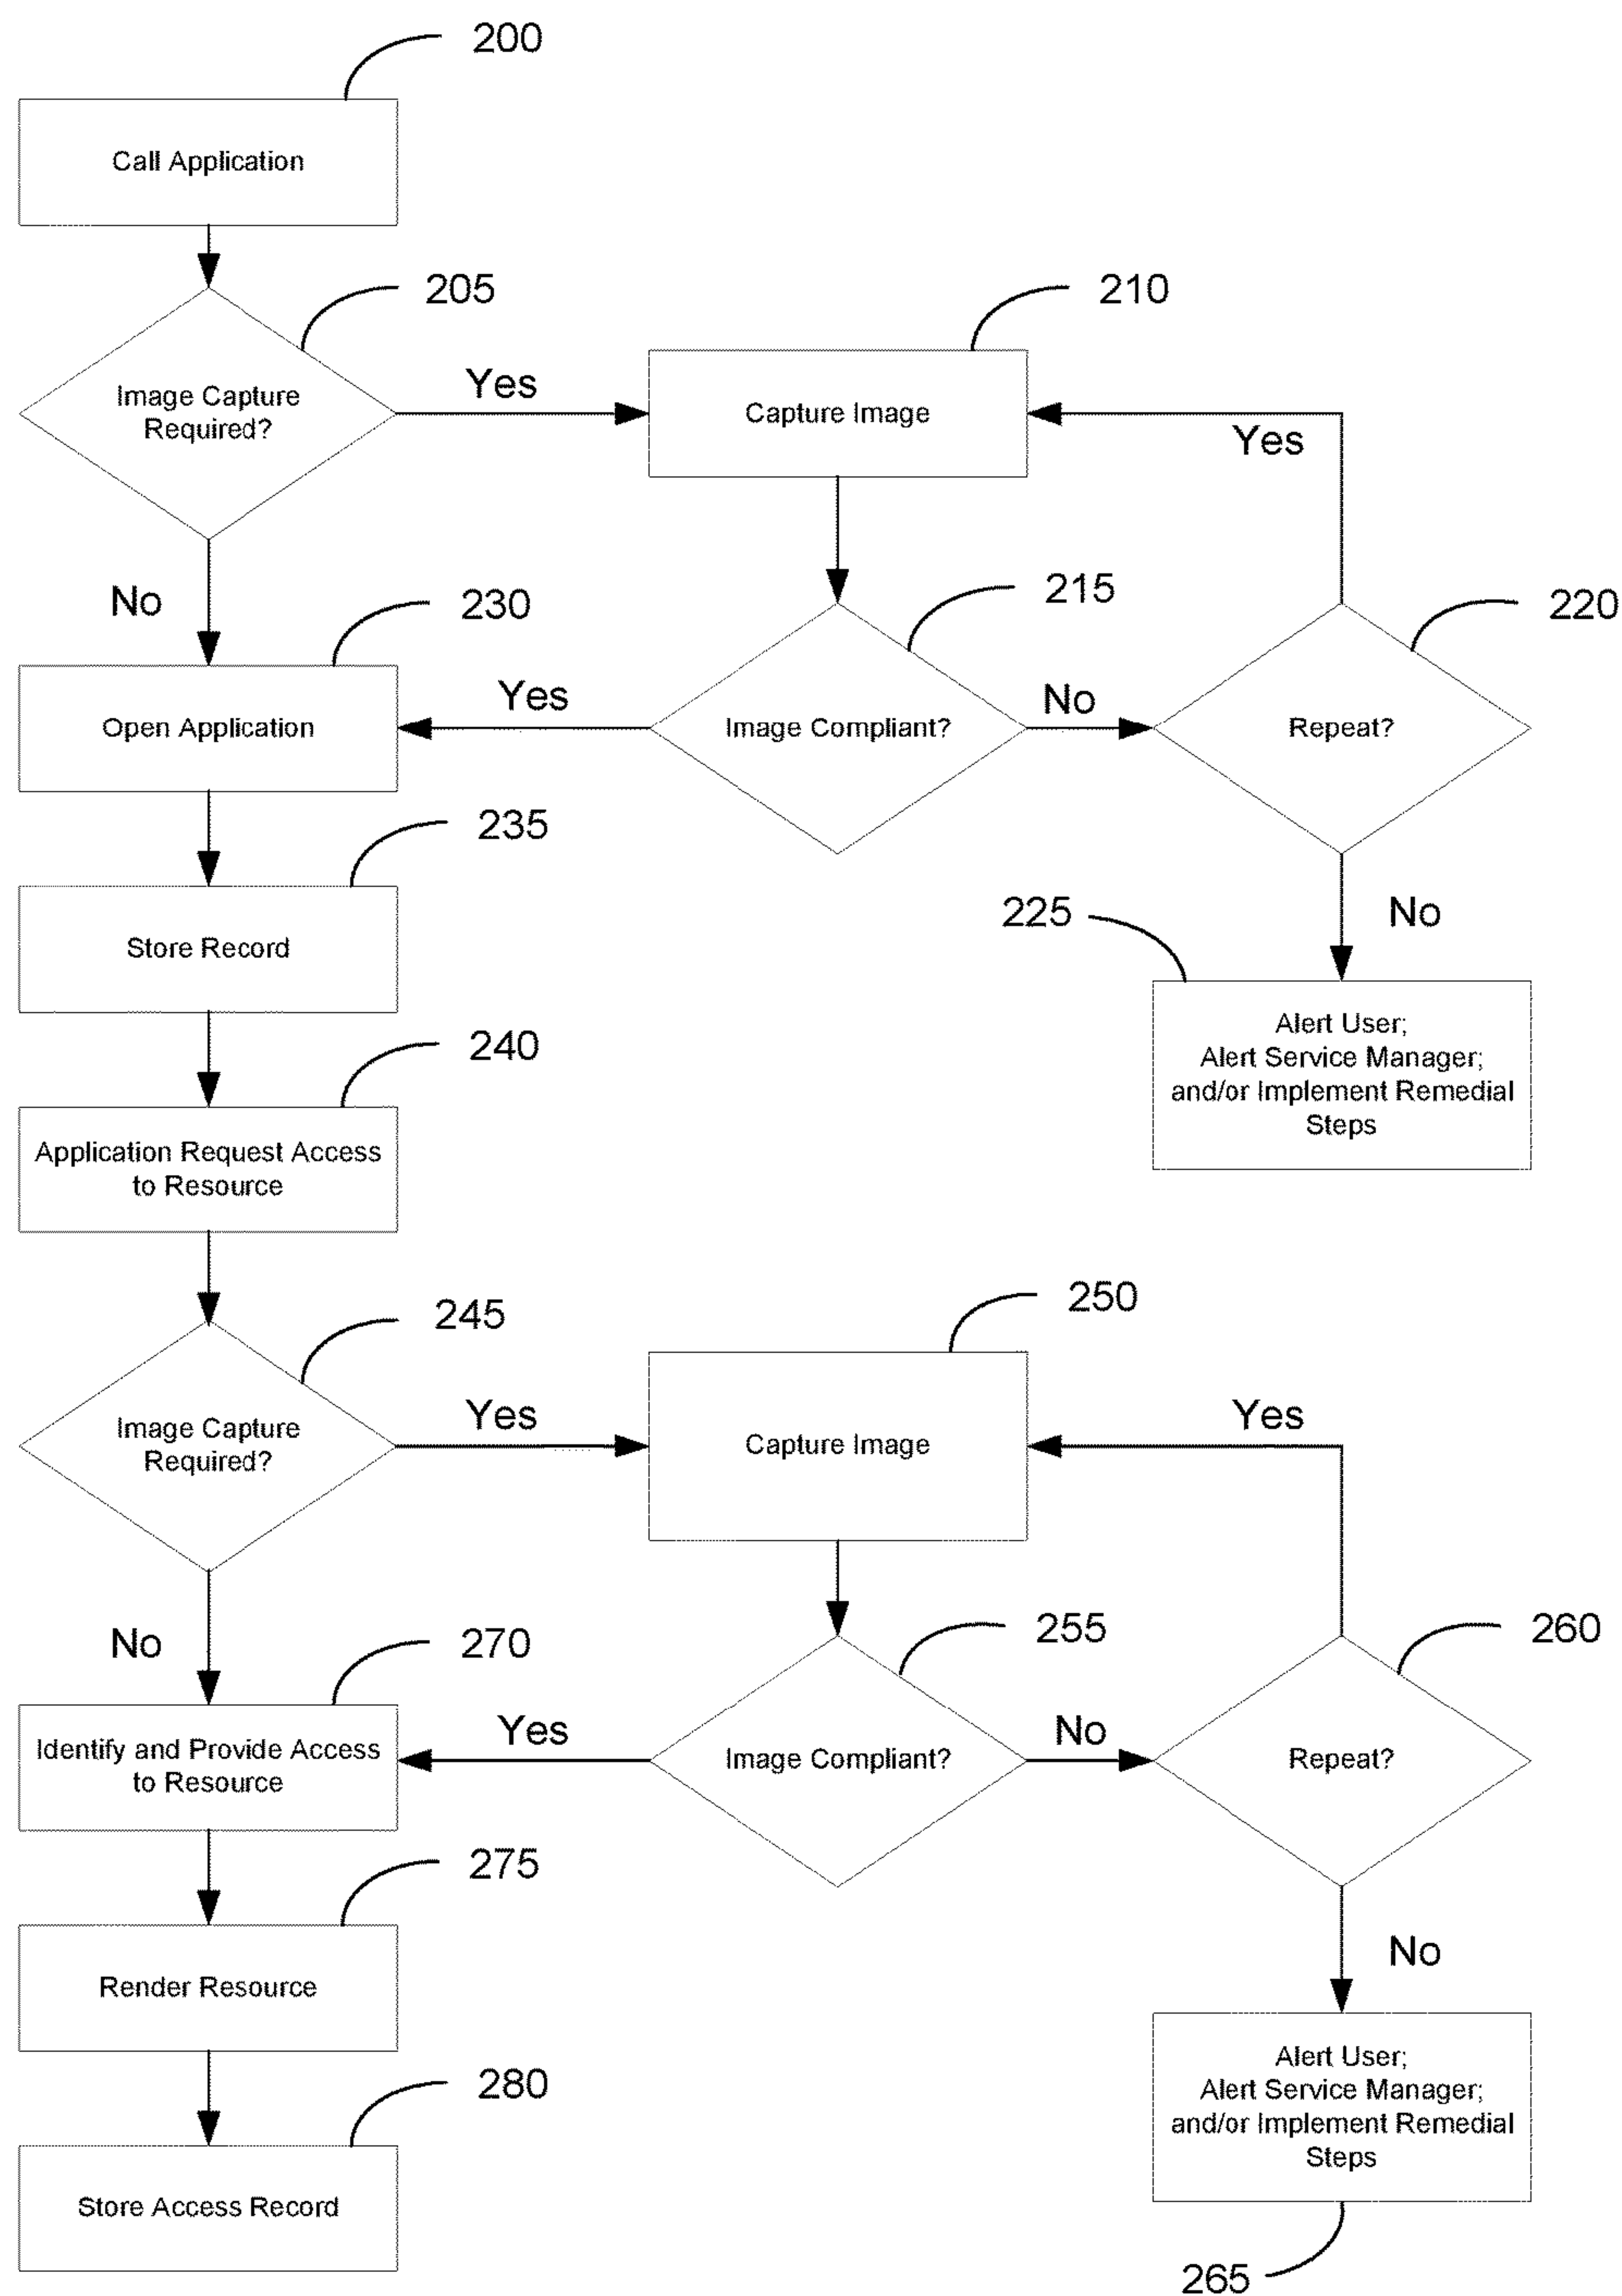 200
Call Application
205
Image Capture
Required?
Yes
210
Capture Image
Yes
No
230
Open Application
Yes
215
Image Compliant?
No
220
Repeat?
235
Store Record
225
No
Alert User;
Alert Service Manager;
and/or Implement Remedial
Steps
240
Application Request Access
to Resource
245
Image Capture
Required?
Yes
250
Capture Image
Yes
No
270
Identify and Provide Access
to Resource
Yes
255
Image Compliant?
No
260
Repeat?
275
Render Resource
No
Alert User;
Alert Service Manager;
and/or Implement Remedial
Steps
265
280
Store Access Record